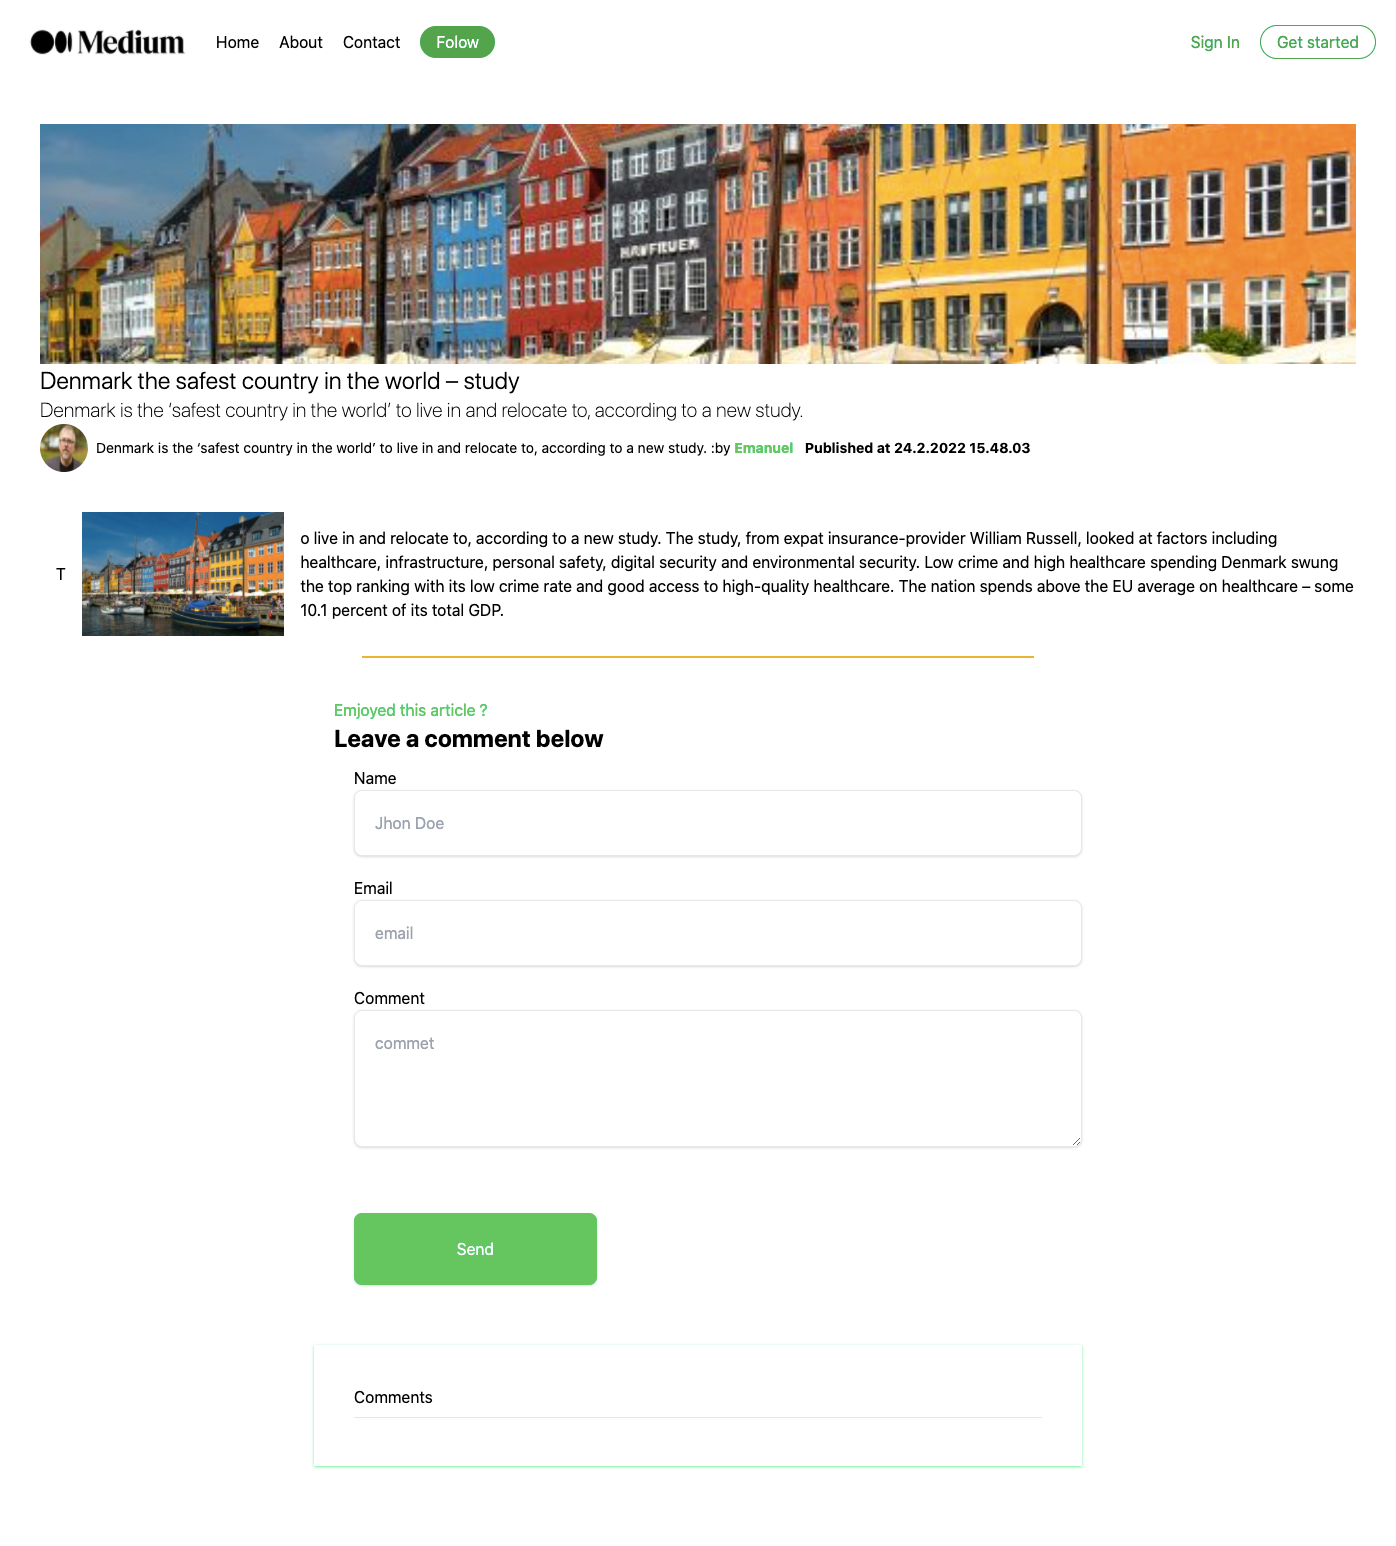 Medium
Home About Contact Folow
Sign In Get started
HAYFRUEN
Denmark the safest country in the world – study
Denmark is the ‘safest country in the world’ to live in and relocate to, according to a new study.
Denmark is the ‘safest country in the world’ to live in and relocate to, according to a new study. :by Emanuel Published at 24.2.2022 15.48.03
T
o live in and relocate to, according to a new study. The study, from expat insurance-provider William Russell, looked at factors including
healthcare, infrastructure, personal safety, digital security and environmental security. Low crime and high healthcare spending Denmark swung
the top ranking with its low crime rate and good access to high-quality healthcare. The nation spends above the EU average on healthcare – some
10.1 percent of its total GDP.
Emjoyed this article ?
Leave a comment below
Name
Jhon Doe
Email
email
Comment
commet
Send
Comments